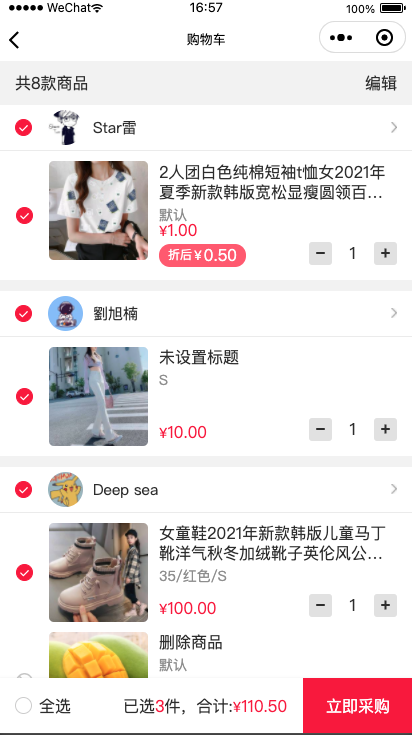 WeChat 16:57 100%
购物车
共8款商品 编辑
Star雷
2人团白色纯棉短袖t恤女2021年
夏季新款韩版宽松显瘦圆领百...
默认
¥1.00
折后¥0.50 − 1 +
劉旭楠
未设置标题
S
¥10.00 − 1 +
Deep sea
女童鞋2021年新款韩版儿童马丁
靴洋气秋冬加绒靴子英伦风公...
35/红色/S
¥100.00 − 1 +
删除商品
默认
全选 已选3件，合计:¥110.50 立即采购